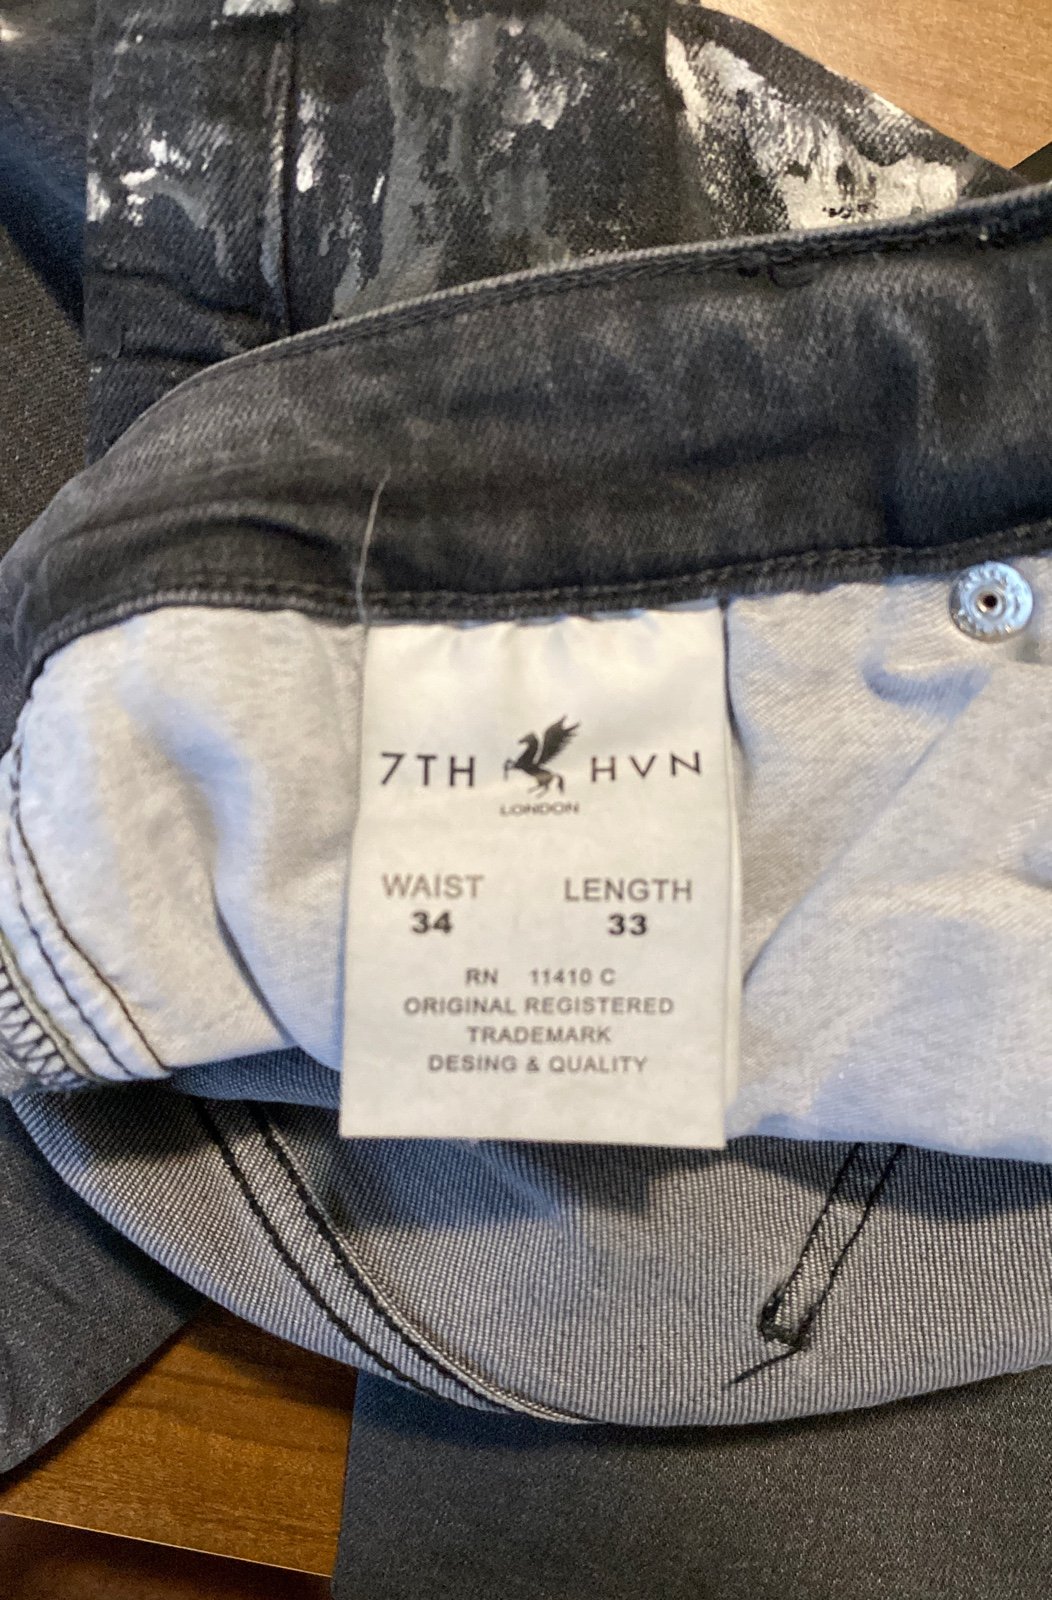 7TH HVN
LONDON
WAIST LENGTH
34 33
RN 11410 C
ORIGINAL REGISTERED
TRADEMARK
DESING & QUALITY